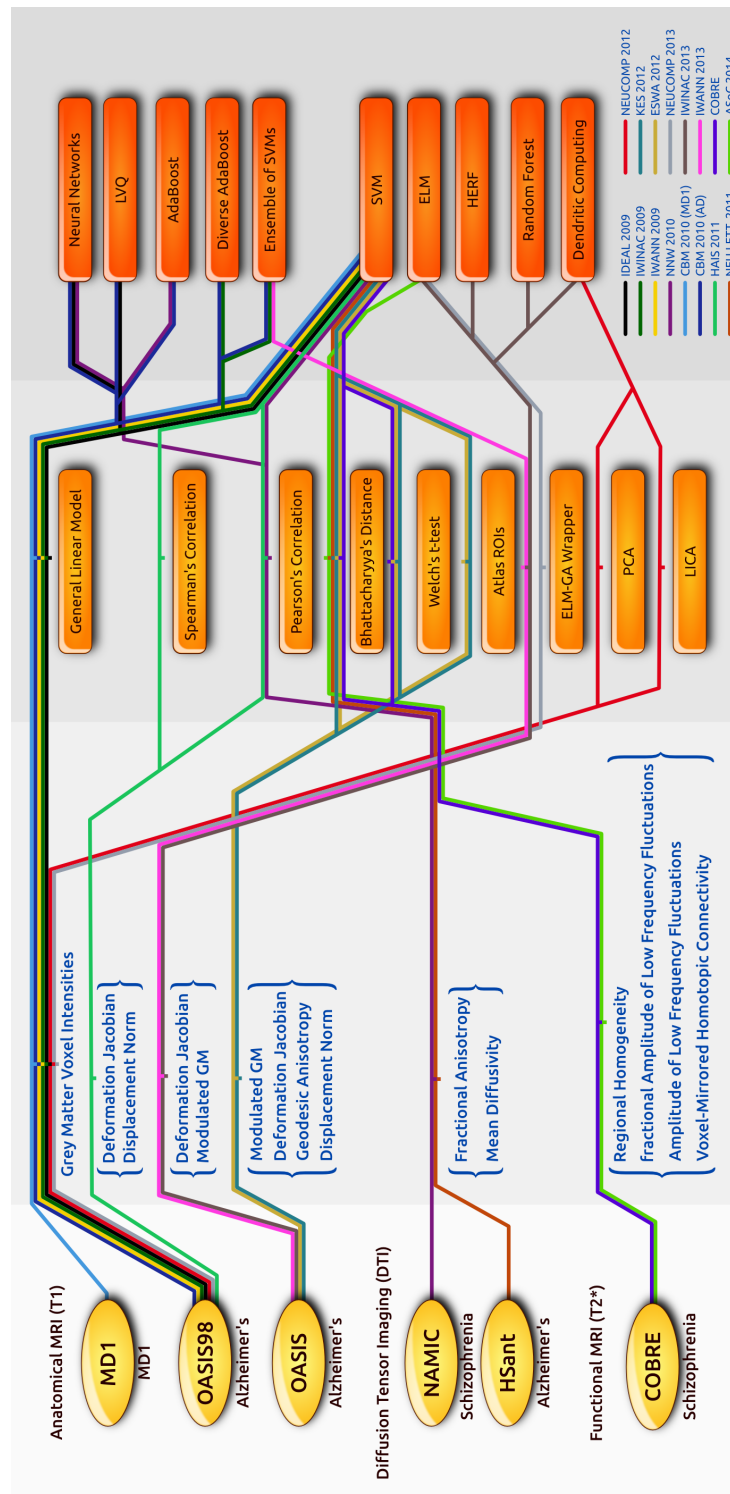 Anatomical MRI (T1)
MD1
MD1
OASIS98
Alzheimer's
OASIS
Alzheimer's
Diffusion Tensor Imaging (DTI)
NAMIC
Schizophrenia
HSant
Alzheimer's
Functional MRI (T2*)
COBRE
Schizophrenia
Grey Matter Voxel Intensities
Deformation Jacobian
Displacement Norm
Deformation Jacobian
Modulated GM
Modulated GM
Deformation Jacobian
Geodesic Anisotropy
Displacement Norm
Fractional Anisotropy
Mean Diffusivity
Regional Homogeneity
fractional Amplitude of Low Frequency Fluctuations
Amplitude of Low Frequency Fluctuations
Voxel-Mirrored Homotopic Connectivity
General Linear Model
Spearman's Correlation
Pearson's Correlation
Bhattacharyya's Distance
Welch's t-test
Atlas ROIs
ELM-GA Wrapper
PCA
LICA
Neural Networks
LVQ
AdaBoost
Diverse AdaBoost
Ensemble of SVMs
SVM
ELM
HERF
Random Forest
Dendritic Computing
IDEAL 2009
IWINAC 2009
IWANN 2009
NNW 2010
CBM 2010 (MD1)
CBM 2010 (AD)
HAIS 2011
NEULETT 2011
NEUCOMP 2012
KES 2012
ESWA 2012
NEUCOMP 2013
IWINAC 2013
IWANN 2013
COBRE
ASoC 2014